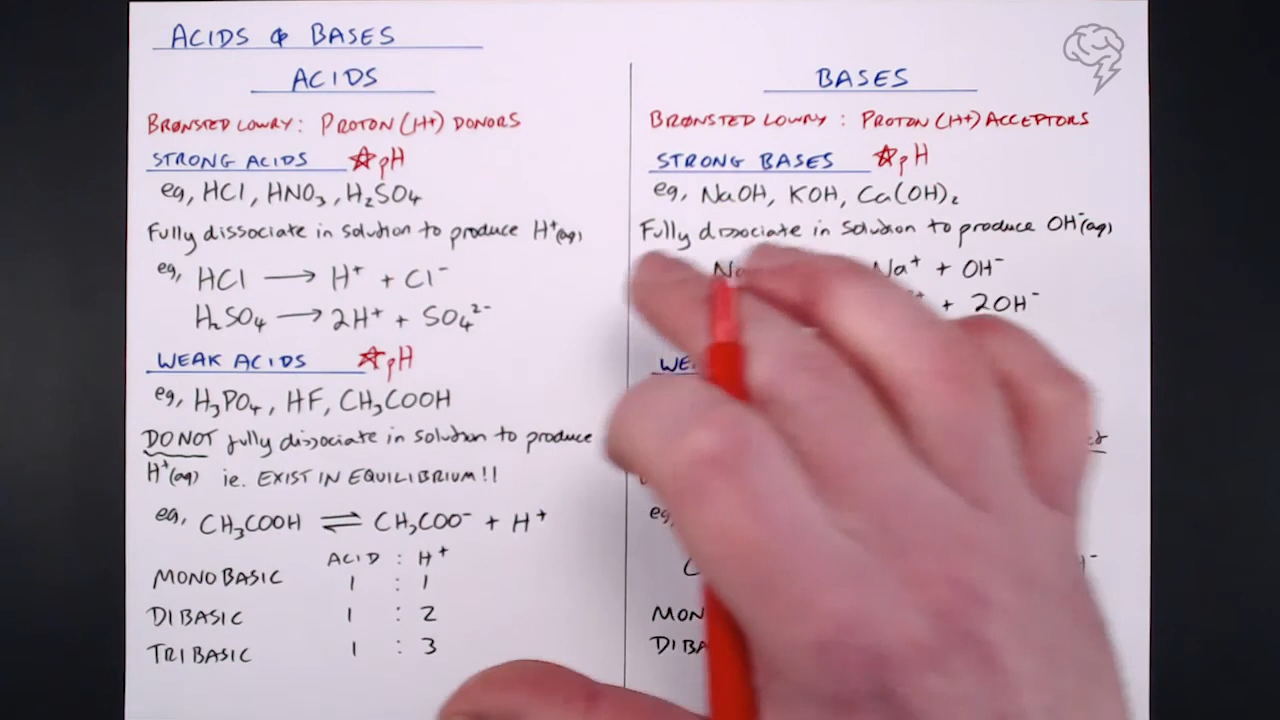 ACIDS & BASES
ACIDS
BRØNSTED LOWRY: PROTON (H+) DONORS
STRONG ACIDS ☆pH
eg, HCl, HNO₃, H₂SO₄
Fully dissociate in solution to produce H⁺(aq)
eg, HCl ⟶ H⁺ + Cl⁻
H₂SO₄ ⟶ 2H⁺ + SO₄²⁻
WEAK ACIDS ☆pH
eg, H₃PO₄, HF, CH₃COOH
DO NOT fully dissociate in solution to produce
H⁺(aq) ie. EXIST IN EQUILIBRIUM!!
eg, CH₃COOH ⇌ CH₃COO⁻ + H⁺
ACID : H⁺
MONOBASIC 1 : 1
DIBASIC 1 : 2
TRIBASIC 1 : 3
BASES
BRØNSTED LOWRY : PROTON (H+) ACCEPTORS
STRONG BASES ☆pH
eg, NaOH, KOH, Ca(OH)₂
Fully dissociate in solution to produce OH⁻(aq)
Na⁺ + OH⁻
+ 2OH⁻
eg,